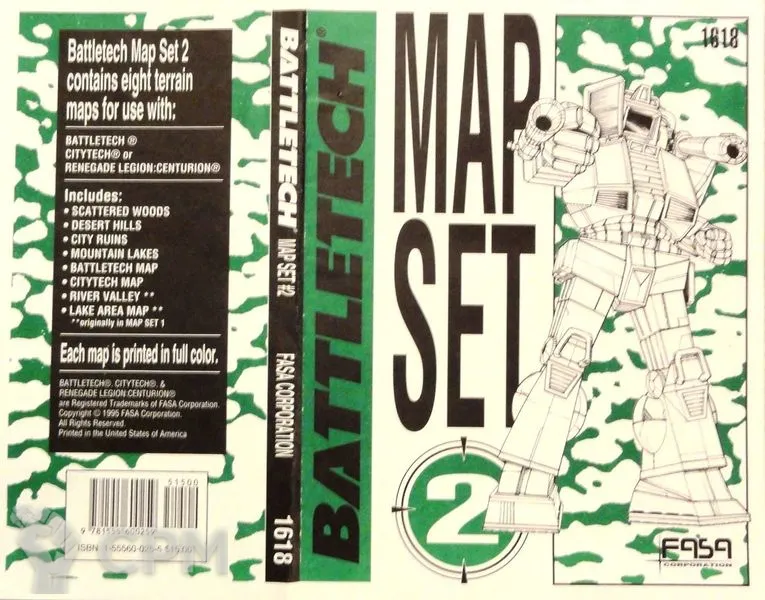 Battletech Map Set 2
contains eight terrain
maps for use with:
BATTLETECH ®
CITYTECH® or
RENEGADE LEGION:CENTURION®
Includes:
• SCATTERED WOODS
• DESERT HILLS
• CITY RUINS
• MOUNTAIN LAKES
• BATTLETECH MAP
• CITYTECH MAP
• RIVER VALLEY **
• LAKE AREA MAP **
**originally in MAP SET 1
Each map is printed in full color.
BATTLETECH®, CITYTECH®, &
RENEGADE LEGION:CENTURION®
are Registered Trademarks of FASA Corporation.
Copyright © 1995 FASA Corporation.
All Rights Reserved.
Printed in the United States of America
51500
ISBN
BATTLETECH® MAP SET #2 FASA CORPORATION 1618
BATTLETECH®
MAP
SET
2
1618
FASA
CORPORATION